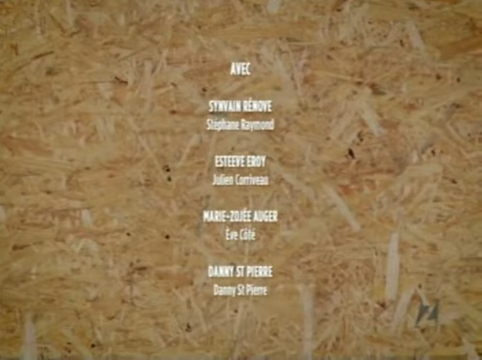 AVEC
SYNVAIN RÉNOVE
Stéphane Raymond
ESTEEVE EROY
Julien Corriveau
MARIE-ZOJÉE AUGER
Ève Côté
DANNY ST PIERRE
Danny St Pierre